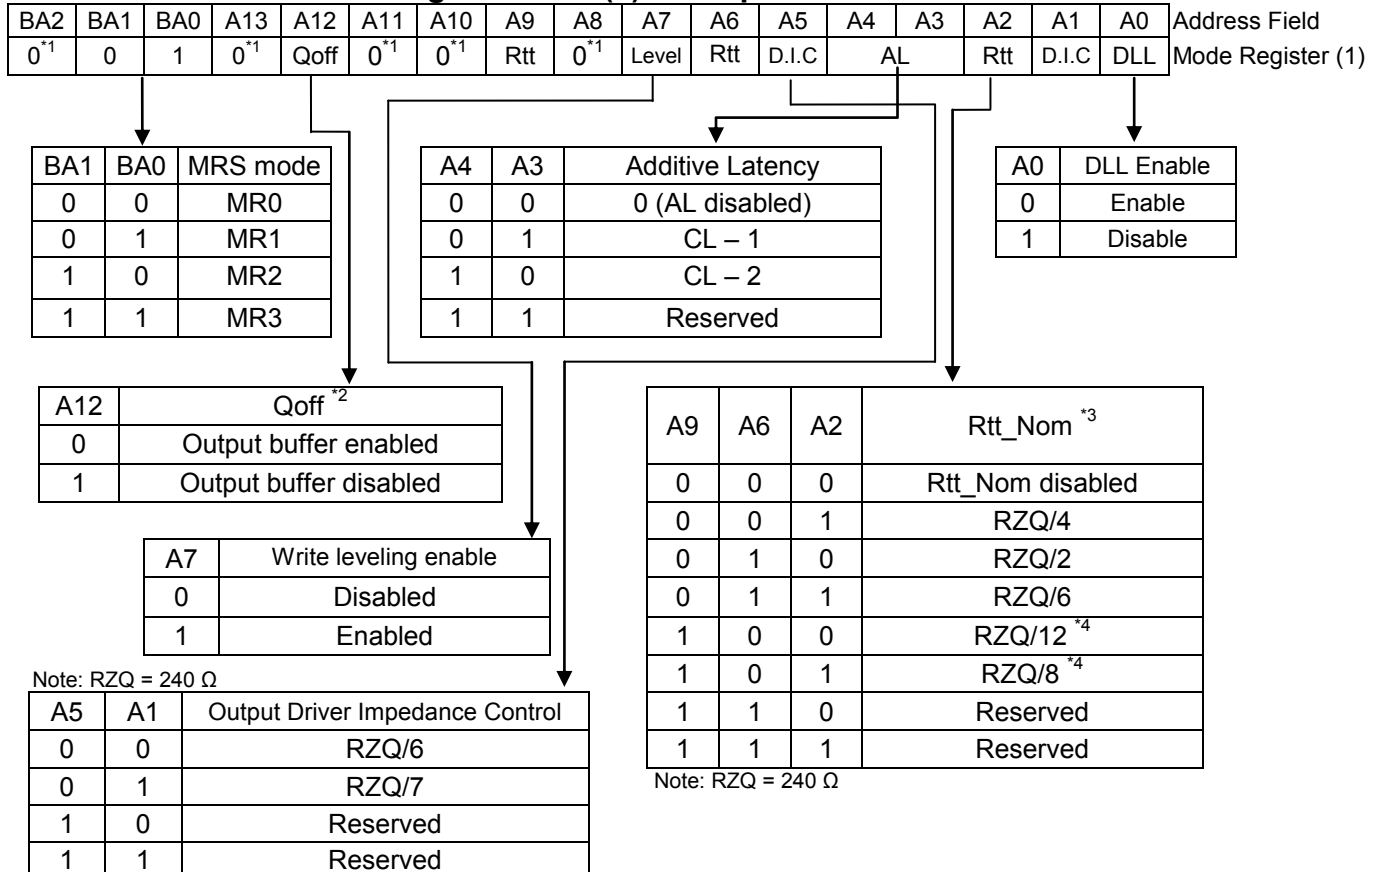 BA2 BA1 BA0 A13 A12 A11 A10 A9 A8 A7 A6 A5 A4 A3 A2 A1 A0 Address Field
0*1 0 1 0*1 Qoff 0*1 0*1 Rtt 0*1 Level Rtt D.I.C AL Rtt D.I.C DLL Mode Register (1)
BA1 BA0 MRS mode
0 0 MR0
0 1 MR1
1 0 MR2
1 1 MR3
A4 A3 Additive Latency
0 0 0 (AL disabled)
0 1 CL – 1
1 0 CL – 2
1 1 Reserved
A0 DLL Enable
0 Enable
1 Disable
A12 Qoff *2
0 Output buffer enabled
1 Output buffer disabled
A7 Write leveling enable
0 Disabled
1 Enabled
Note: RZQ = 240 Ω
A5 A1 Output Driver Impedance Control
0 0 RZQ/6
0 1 RZQ/7
1 0 Reserved
1 1 Reserved
A9 A6 A2 Rtt_Nom *3
0 0 0 Rtt_Nom disabled
0 0 1 RZQ/4
0 1 0 RZQ/2
0 1 1 RZQ/6
1 0 0 RZQ/12 *4
1 0 1 RZQ/8 *4
1 1 0 Reserved
1 1 1 Reserved
Note: RZQ = 240 Ω